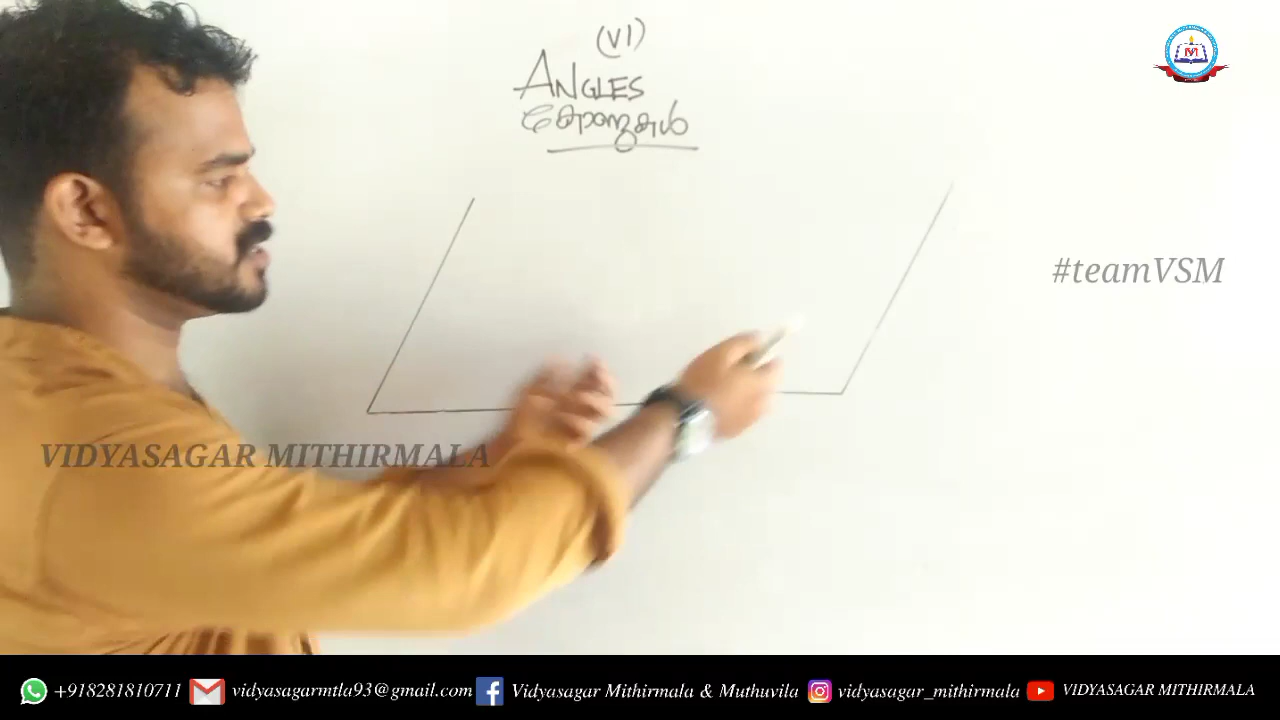 (VI)
ANGLES
കോണുകൾ
#teamVSM
VIDYASAGAR MITHIRMALA
+918281810711 vidyasagarmtla93@gmail.com Vidyasagar Mithirmala & Muthuvila vidyasagar_mithirmala VIDYASAGAR MITHIRMALA